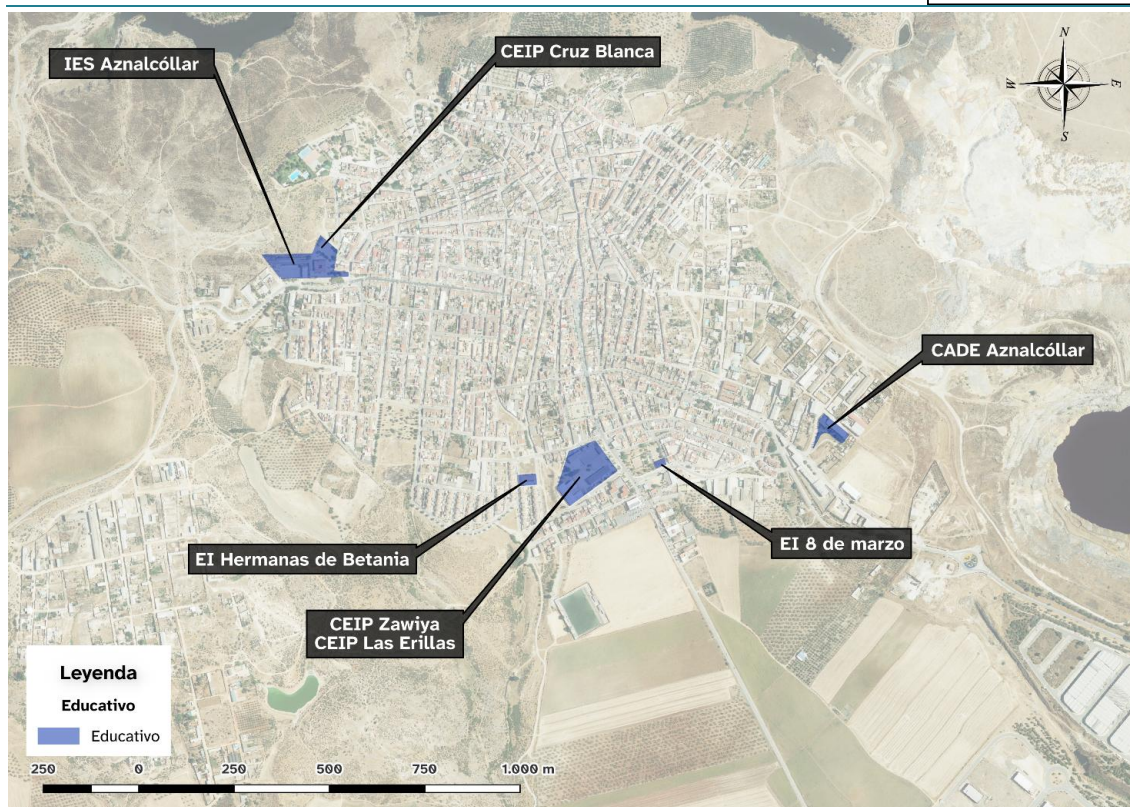 IES Aznalcóllar
CEIP Cruz Blanca
N
W
E
S
CADE Aznalcóllar
EI Hermanas de Betania
EI 8 de marzo
CEIP Zawiya
CEIP Las Erillas
Leyenda
Educativo
Educativo
250 0 250 500 750 1.000 m